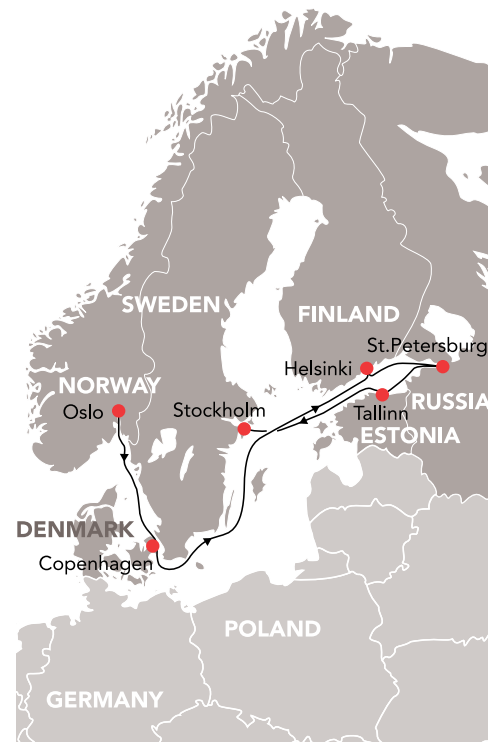 SWEDEN
FINLAND
St.Petersburg
Helsinki
NORWAY
Oslo
Stockholm
Tallinn
RUSSIA
ESTONIA
DENMARK
Copenhagen
POLAND
GERMANY